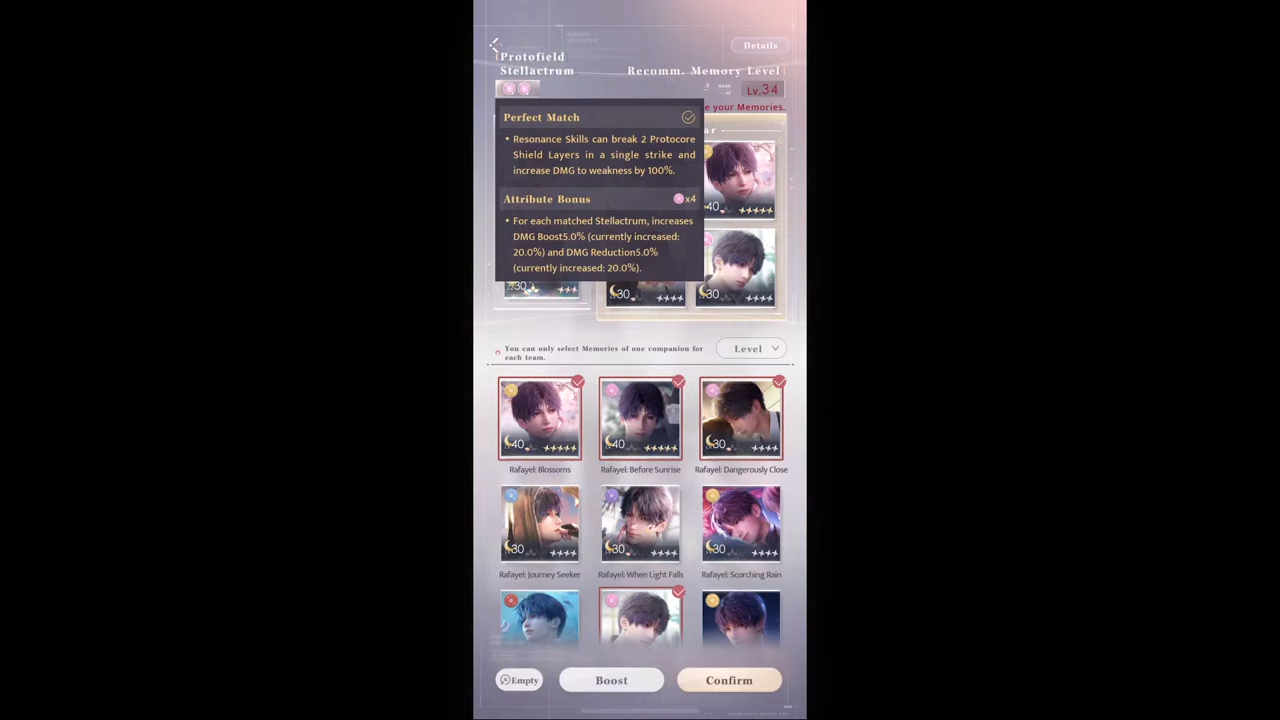 Details
Protofield
Stellactrum
Recomm. Memory Level
Lv.34
e your Memories.
Perfect Match
• Resonance Skills can break 2 Protocore
Shield Layers in a single strike and
increase DMG to weakness by 100%.
Attribute Bonus
x4
• For each matched Stellactrum, increases
DMG Boost5.0% (currently increased:
20.0%) and DMG Reduction5.0%
(currently increased: 20.0%).
ar
40
30
30
30
You can only select Memories of one companion for
each team.
Level
40
40
30
Rafayel: Blossoms
Rafayel: Before Sunrise
Rafayel: Dangerously Close
30
30
30
Rafayel: Journey Seeker
Rafayel: When Light Falls
Rafayel: Scorching Rain
Empty
Boost
Confirm